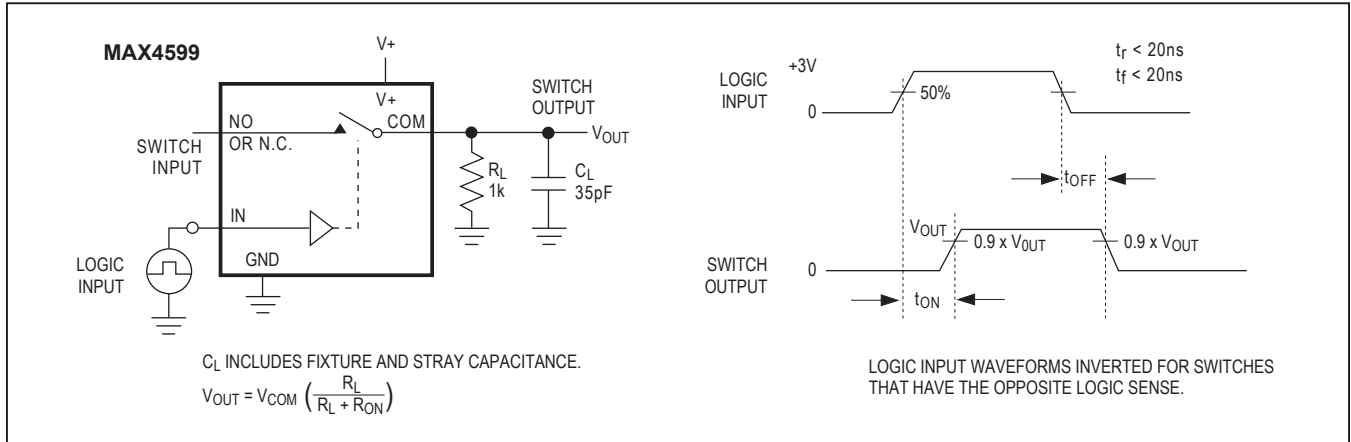 MAX4599
V+
V+
NO
OR N.C.
COM
SWITCH
INPUT
SWITCH
OUTPUT
VOUT
RL
1k
CL
35pF
IN
GND
LOGIC
INPUT
CL INCLUDES FIXTURE AND STRAY CAPACITANCE.
VOUT = VCOM ( RL / RL + RON )
LOGIC
INPUT
+3V
0
50%
tr < 20ns
tf < 20ns
tOFF
SWITCH
OUTPUT
VOUT
0
0.9 x V0UT
0.9 x VOUT
tON
LOGIC INPUT WAVEFORMS INVERTED FOR SWITCHES
THAT HAVE THE OPPOSITE LOGIC SENSE.